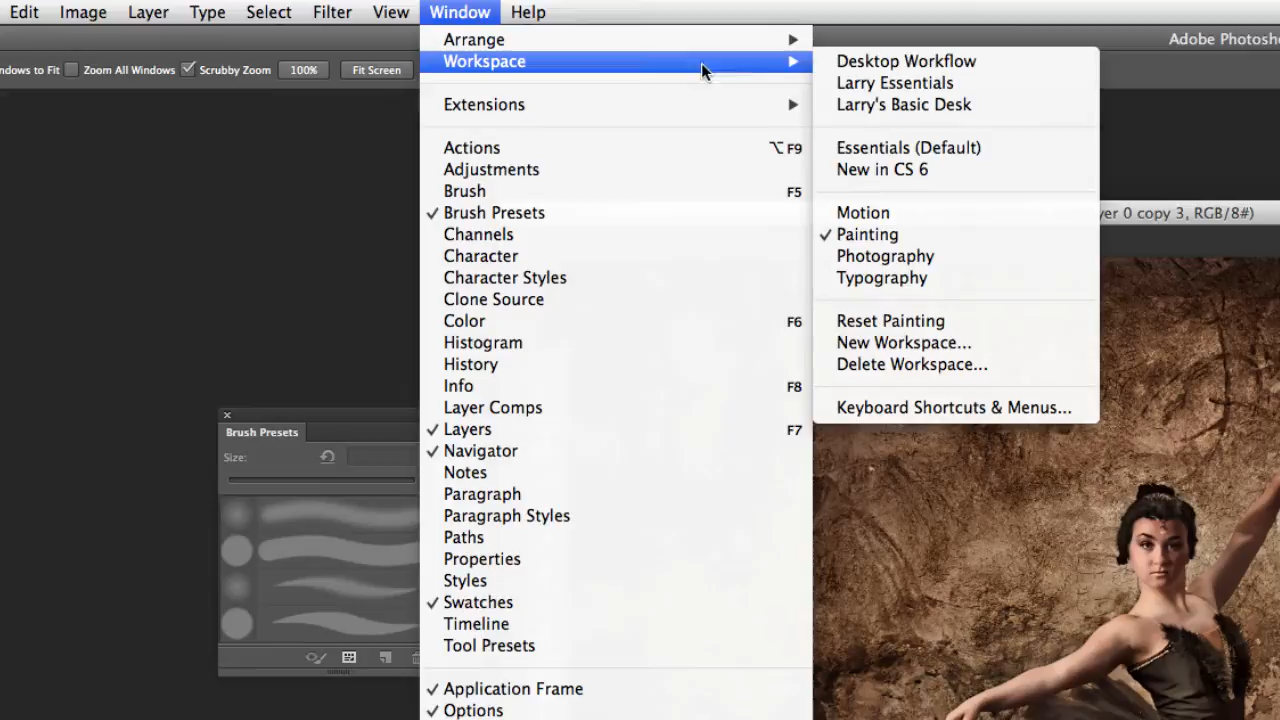 Edit Image Layer Type Select Filter View Window Help
Adobe Photosh
ndows to Fit Zoom All Windows Scrubby Zoom 100% Fit Screen
Arrange
Workspace
Extensions
Actions ⌥F9
Adjustments
Brush F5
Brush Presets
Channels
Character
Character Styles
Clone Source
Color F6
Histogram
History
Info F8
Layer Comps
Layers F7
Navigator
Notes
Paragraph
Paragraph Styles
Paths
Properties
Styles
Swatches
Timeline
Tool Presets
Application Frame
Options
Desktop Workflow
Larry Essentials
Larry's Basic Desk
Essentials (Default)
New in CS 6
Motion
Painting
Photography
Typography
Reset Painting
New Workspace...
Delete Workspace...
Keyboard Shortcuts & Menus...
yer 0 copy 3, RGB/8#)
Brush Presets
Size: